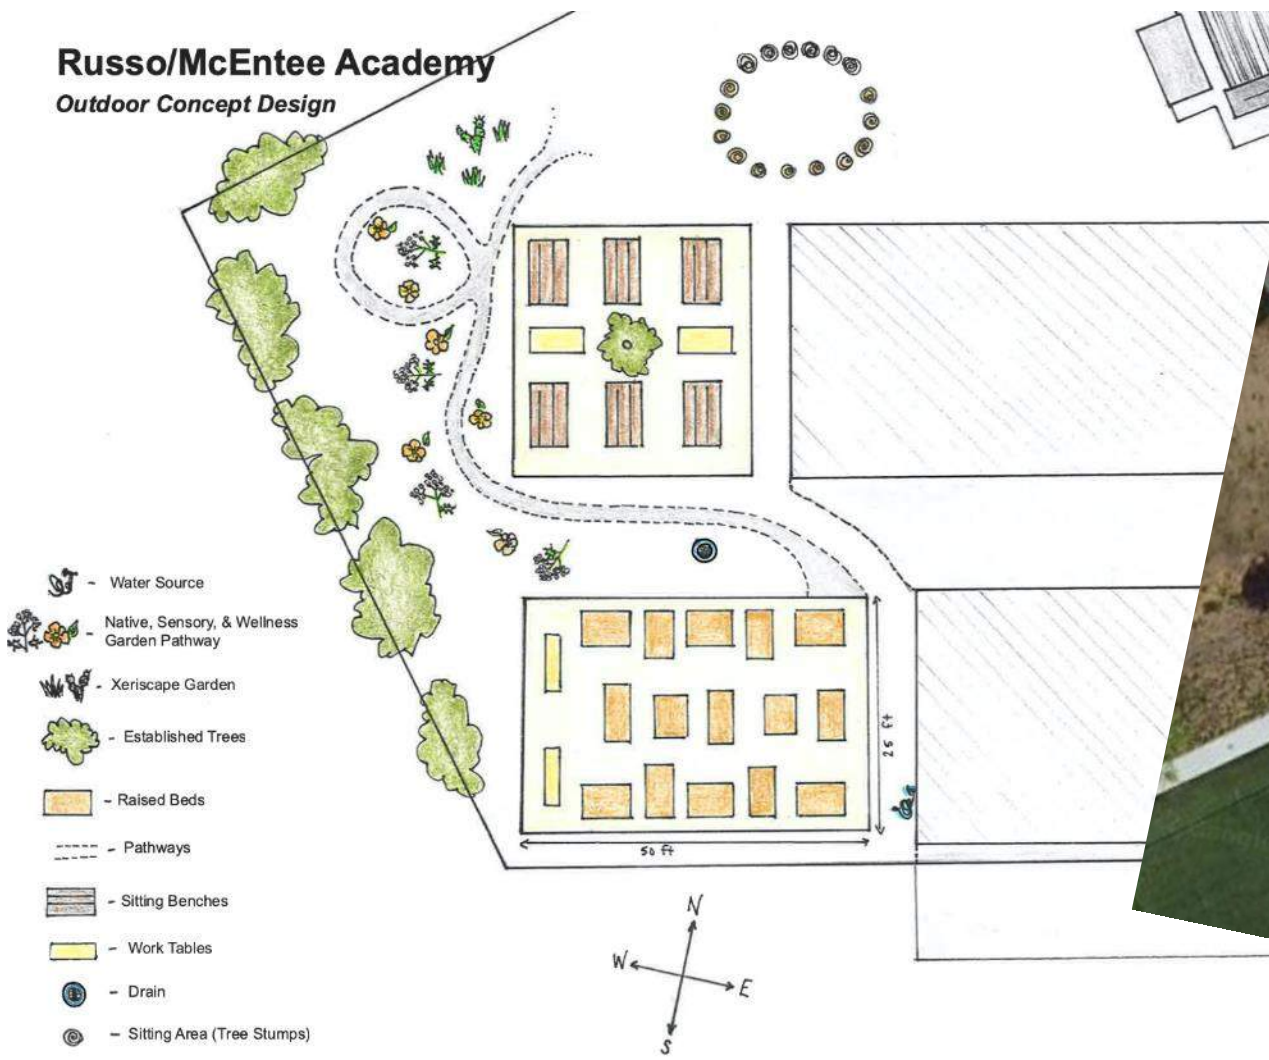 Russo/McEntee Academy
Outdoor Concept Design
- Water Source
- Native, Sensory, & Wellness
Garden Pathway
- Xeriscape Garden
- Established Trees
- Raised Beds
- Pathways
- Sitting Benches
- Work Tables
- Drain
- Sitting Area (Tree Stumps)
25 ft
50 ft
N
W
E
S